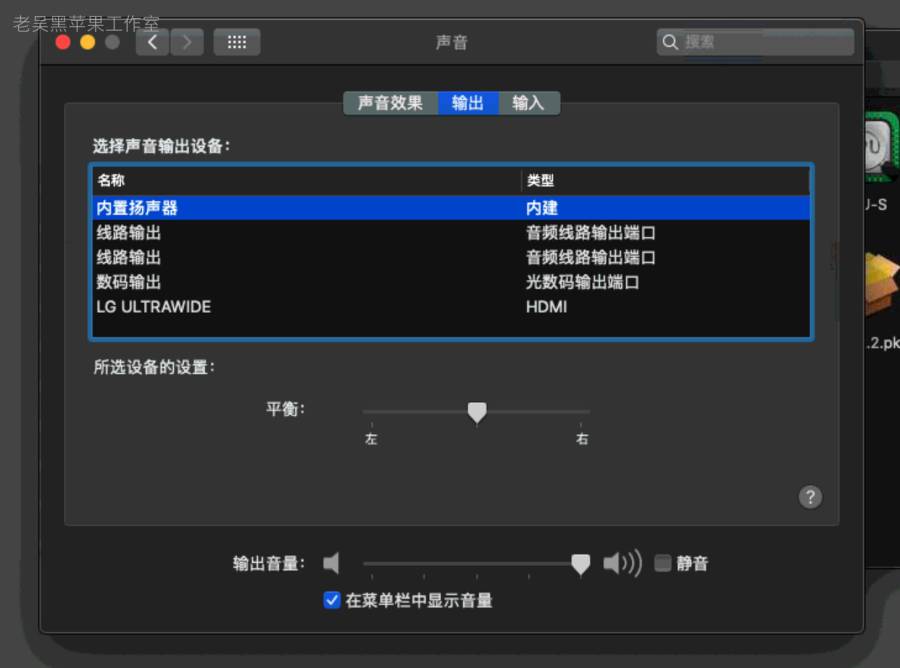 老吴黑苹果工作室
声音
搜索
声音效果 输出 输入
选择声音输出设备：
名称 类型
内置扬声器 内建
线路输出 音频线路输出端口
线路输出 音频线路输出端口
数码输出 光数码输出端口
LG ULTRAWIDE HDMI
所选设备的设置：
平衡：
左 右
?
输出音量： 静音
在菜单栏中显示音量
J-S
.2.pk